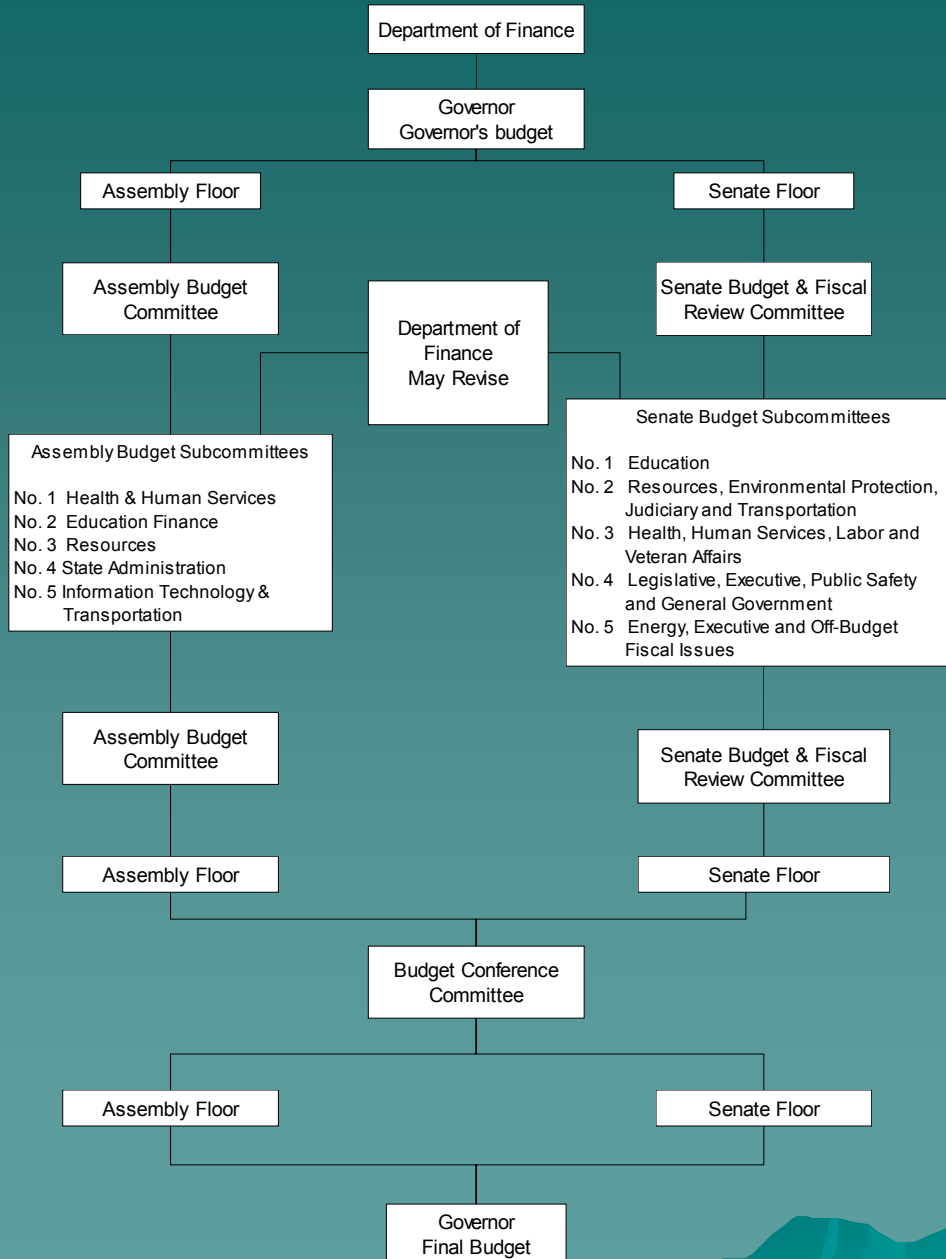 Department of Finance
Governor
Governor's budget
Assembly Floor
Senate Floor
Assembly Budget
Committee
Senate Budget & Fiscal
Review Committee
Department of
Finance
May Revise
Assembly Budget Subcommittees
No. 1 Health & Human Services
No. 2 Education Finance
No. 3 Resources
No. 4 State Administration
No. 5 Information Technology &
Transportation
Senate Budget Subcommittees
No. 1 Education
No. 2 Resources, Environmental Protection,
Judiciary and Transportation
No. 3 Health, Human Services, Labor and
Veteran Affairs
No. 4 Legislative, Executive, Public Safety
and General Government
No. 5 Energy, Executive and Off-Budget
Fiscal Issues
Assembly Budget
Committee
Senate Budget & Fiscal
Review Committee
Assembly Floor
Senate Floor
Budget Conference
Committee
Assembly Floor
Senate Floor
Governor
Final Budget